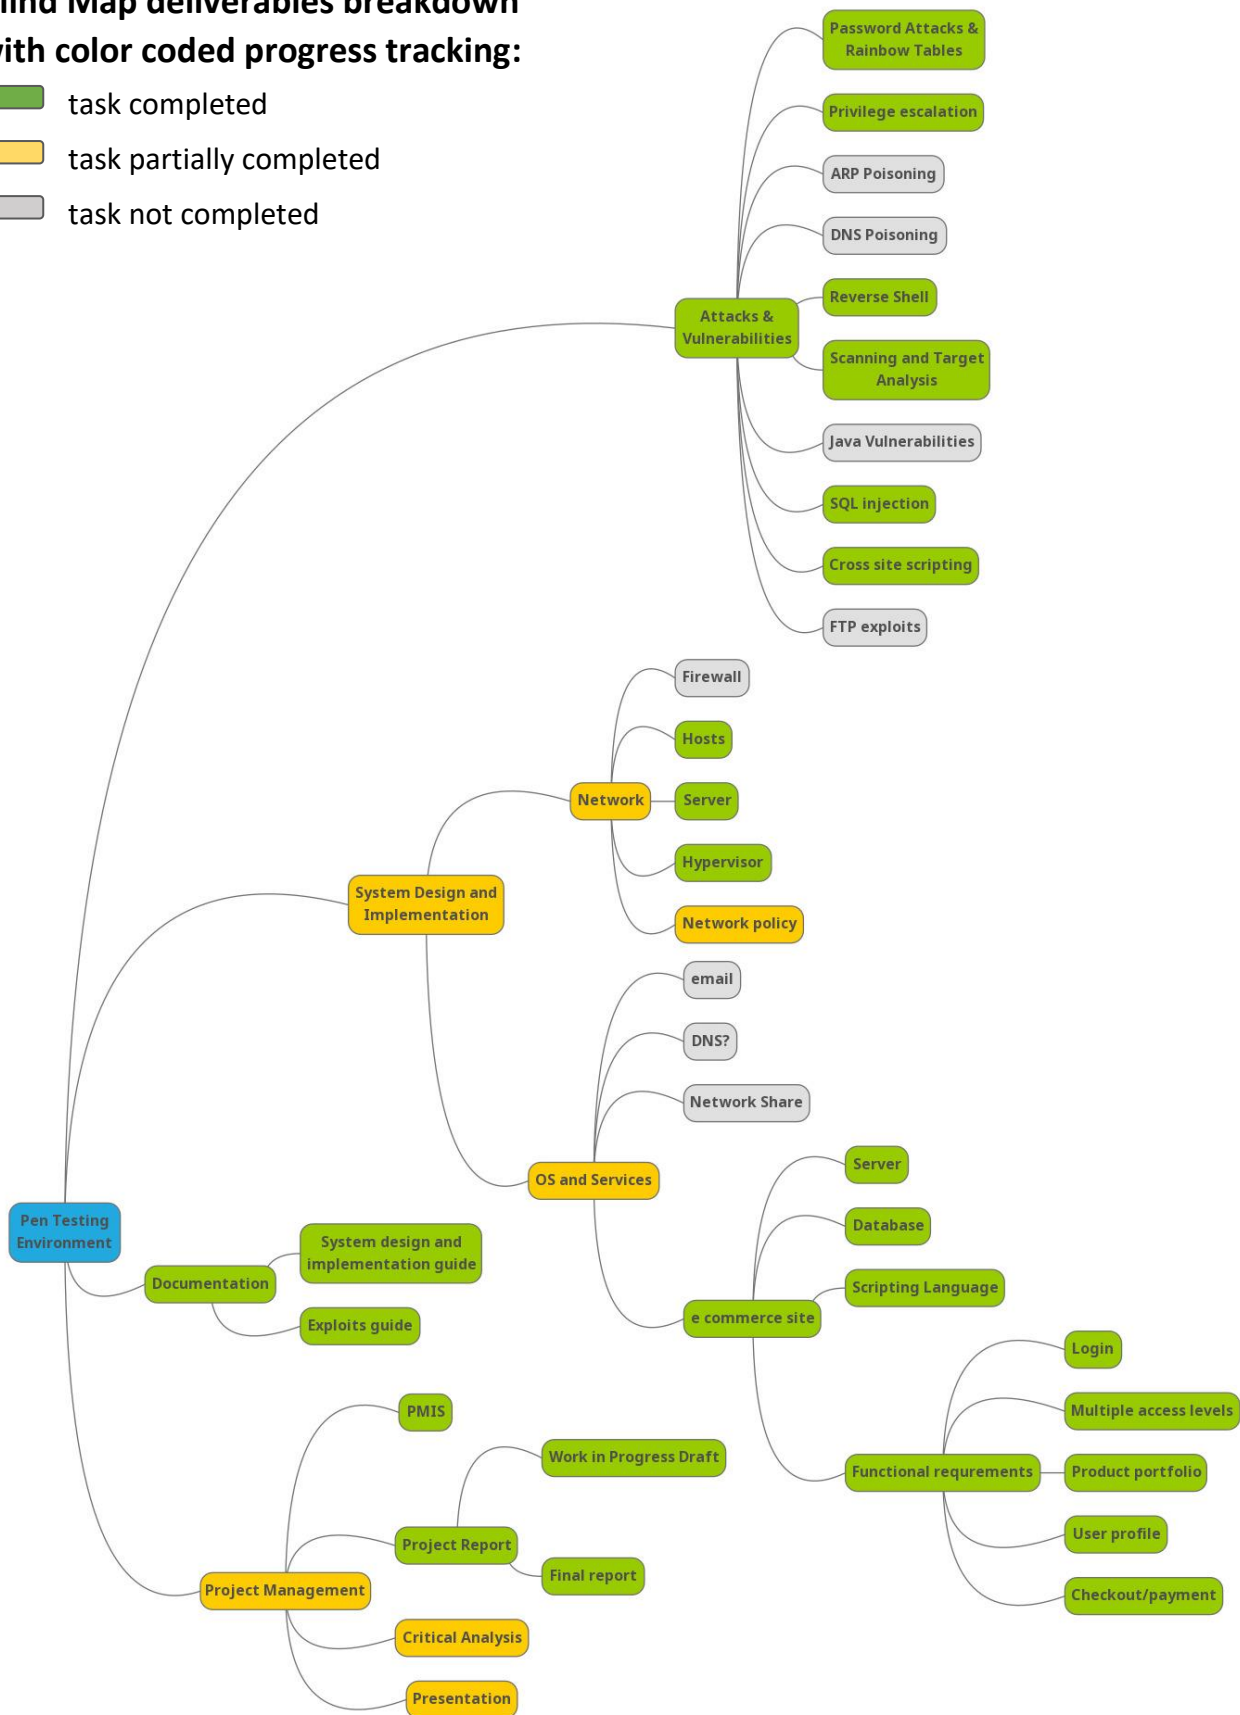 Mind Map deliverables breakdown
with color coded progress tracking:
task completed
task partially completed
task not completed
Password Attacks &
Rainbow Tables
Privilege escalation
ARP Poisoning
DNS Poisoning
Reverse Shell
Attacks &
Vulnerabilities
Scanning and Target
Analysis
Java Vulnerabilities
SQL injection
Cross site scripting
FTP exploits
Firewall
Hosts
Network
Server
Hypervisor
System Design and
Implementation
Network policy
email
DNS?
Network Share
OS and Services
Server
Database
Scripting Language
e commerce site
Login
Multiple access levels
Functional requrements
Product portfolio
User profile
Checkout/payment
Pen Testing
Environment
Documentation
System design and
implementation guide
Exploits guide
PMIS
Work in Progress Draft
Project Report
Final report
Project Management
Critical Analysis
Presentation